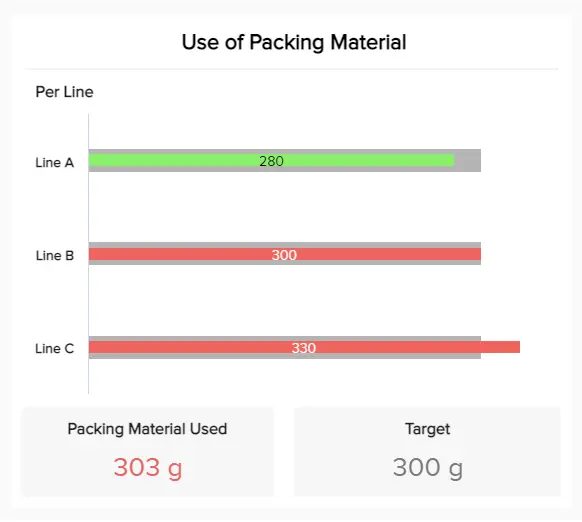 Use of Packing Material
Per Line
Line A
280
Line B
300
Line C
330
Packing Material Used
303 g
Target
300 g